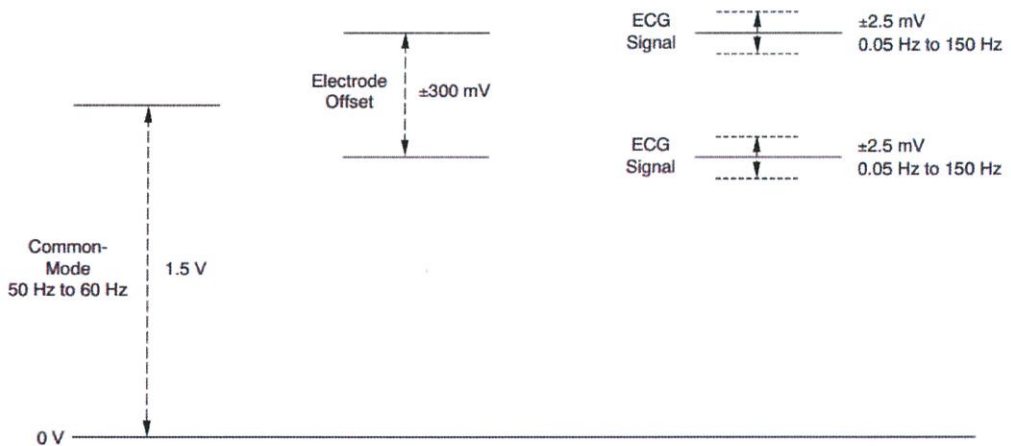 ECG
Signal
±2.5 mV
0.05 Hz to 150 Hz
Electrode
Offset
±300 mV
ECG
Signal
±2.5 mV
0.05 Hz to 150 Hz
Common-
Mode
50 Hz to 60 Hz
1.5 V
0 V